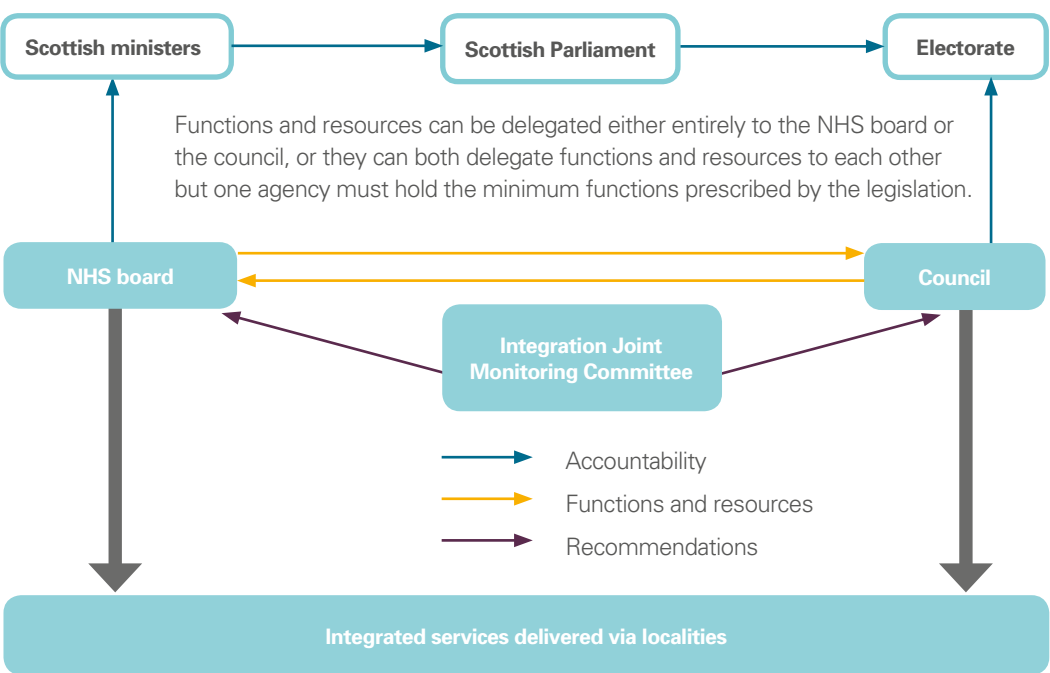 Scottish ministers
Scottish Parliament
Electorate
Functions and resources can be delegated either entirely to the NHS board or
the council, or they can both delegate functions and resources to each other
but one agency must hold the minimum functions prescribed by the legislation.
NHS board
Council
Integration Joint
Monitoring Committee
Accountability
Functions and resources
Recommendations
Integrated services delivered via localities